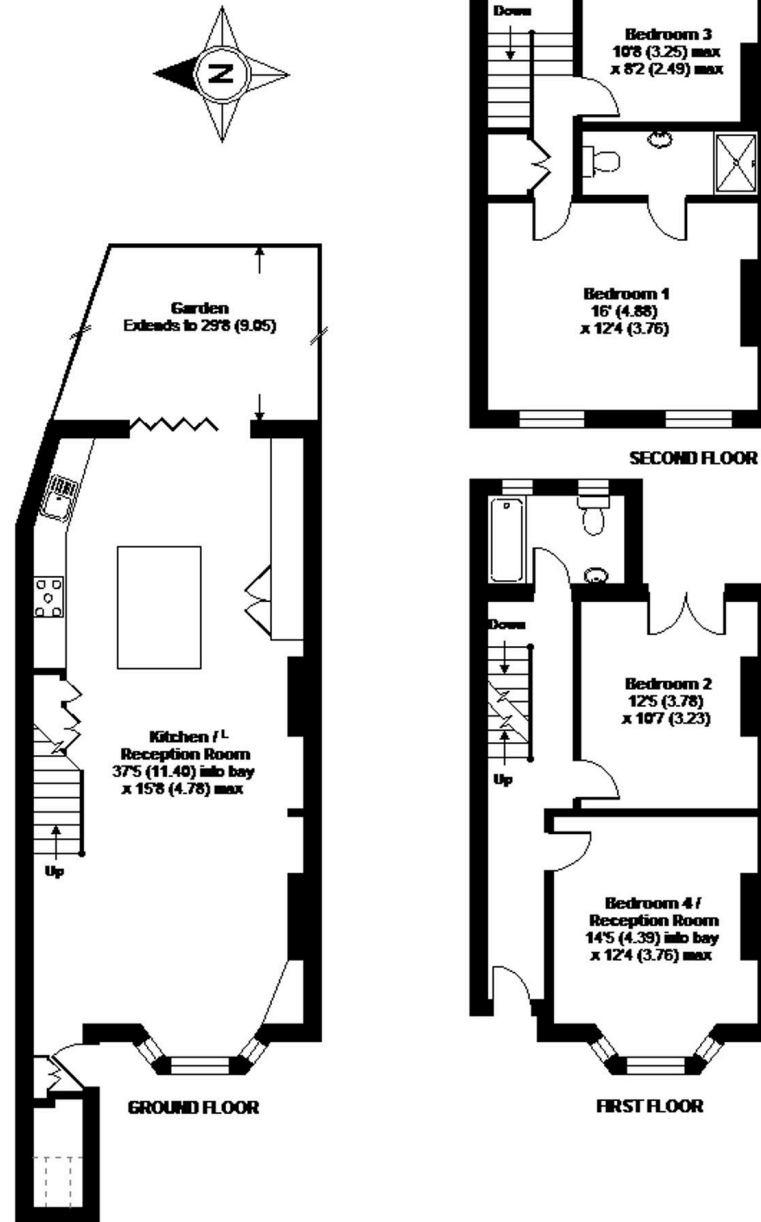 N
Garden
Extends to 29'8 (9.05)
Kitchen / L
Reception Room
37'5 (11.40) into bay
x 15'8 (4.78) max
Up
GROUND FLOOR
Down
Bedroom 3
10'8 (3.25) max
x 8'2 (2.49) max
Bedroom 1
16' (4.88)
x 12'4 (3.76)
SECOND FLOOR
Down
Up
Bedroom 2
12'5 (3.78)
x 10'7 (3.23)
Bedroom 4 /
Reception Room
14'5 (4.39) into bay
x 12'4 (3.76) max
FIRST FLOOR